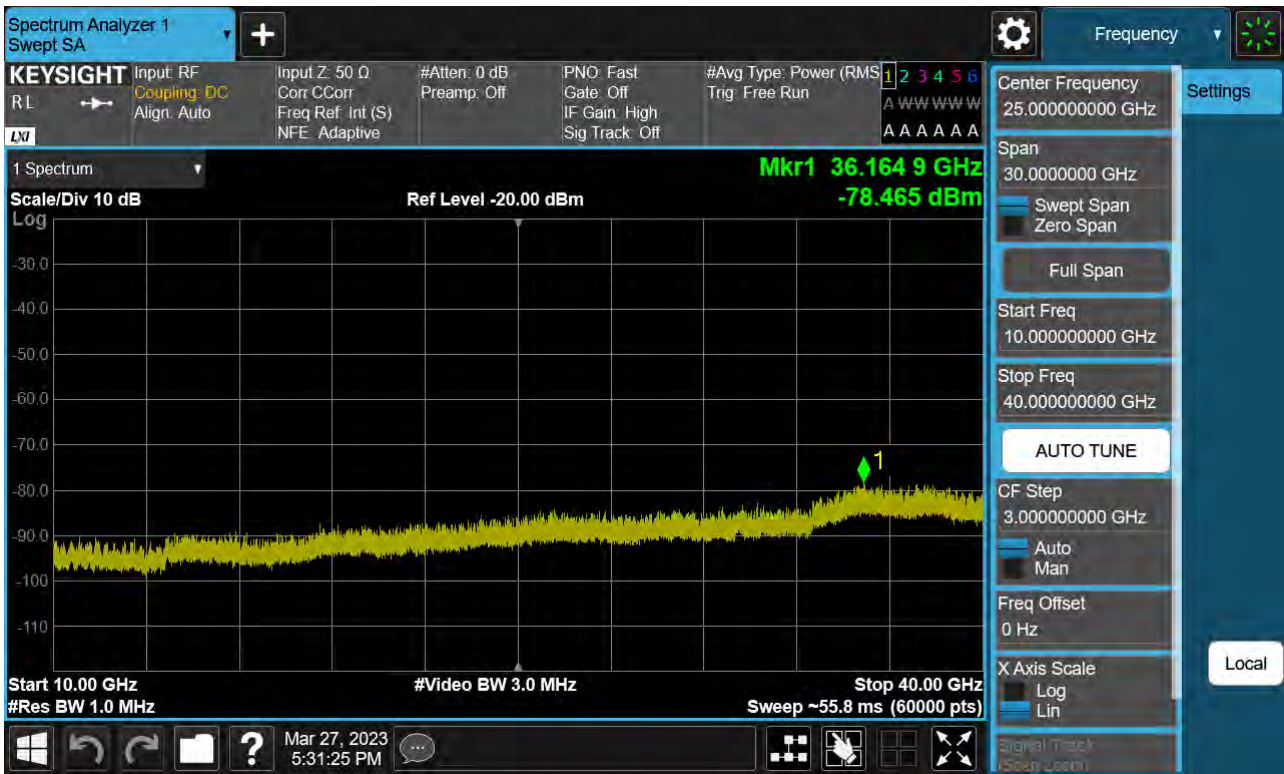 Spectrum Analyzer 1
Swept SA
+
Frequency
KEYSIGHT
R L
LXI
Input: RF
Coupling: DC
Align: Auto
Input Z: 50 Ω
Corr CCorr
Freq Ref: Int (S)
NFE: Adaptive
#Atten: 0 dB
Preamp: Off
PNO: Fast
Gate: Off
IF Gain: High
Sig Track: Off
#Avg Type: Power (RMS
Trig: Free Run
1 2 3 4 5 6
A W W W W W
A A A A A A
1 Spectrum
Scale/Div 10 dB
Ref Level -20.00 dBm
Mkr1 36.164 9 GHz
-78.465 dBm
Log
-30.0
-40.0
-50.0
-60.0
-70.0
-80.0
-90.0
-100
-110
1
Start 10.00 GHz
#Video BW 3.0 MHz
Stop 40.00 GHz
#Res BW 1.0 MHz
Sweep ~55.8 ms (60000 pts)
Center Frequency
25.000000000 GHz
Settings
Span
30.0000000 GHz
Swept Span
Zero Span
Full Span
Start Freq
10.000000000 GHz
Stop Freq
40.000000000 GHz
AUTO TUNE
CF Step
3.000000000 GHz
Auto
Man
Freq Offset
0 Hz
X Axis Scale
Log
Lin
Local
Signal Track
(Span Zoom)
?
Mar 27, 2023
5:31:25 PM